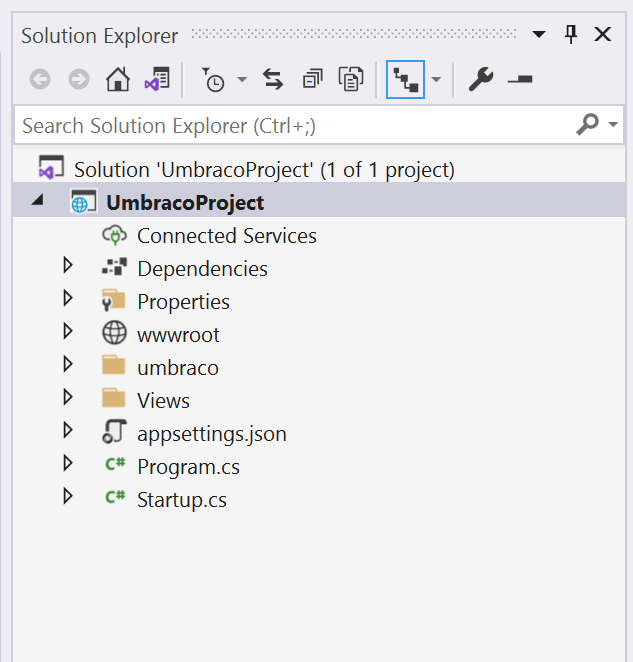 Solution Explorer
Search Solution Explorer (Ctrl+;)
Solution 'UmbracoProject' (1 of 1 project)
UmbracoProject
Connected Services
Dependencies
Properties
wwwroot
umbraco
Views
appsettings.json
C# Program.cs
C# Startup.cs